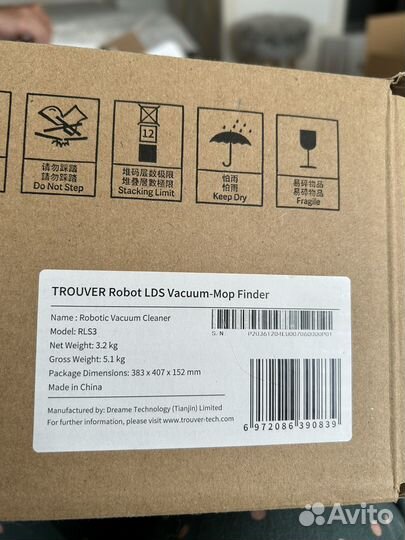 12
请勿踩踏
請勿踩踏
Do Not Step
堆码层数极限
堆疊層數極限
Stacking Limit
怕雨
怕雨
Keep Dry
易碎物品
易碎物品
Fragile
TROUVER Robot LDS Vacuum-Mop Finder
Name : Robotic Vacuum Cleaner
Model: RLS3
Net Weight: 3.2 kg
Gross Weight: 5.1 kg
Package Dimensions: 383 x 407 x 152 mm
Made in China
S. N P20361204EU00706D000P01
Manufactured by: Dreame Technology (Tianjin) Limited
For further information, please visit www.trouver-tech.com
6 972086 390839
Avito